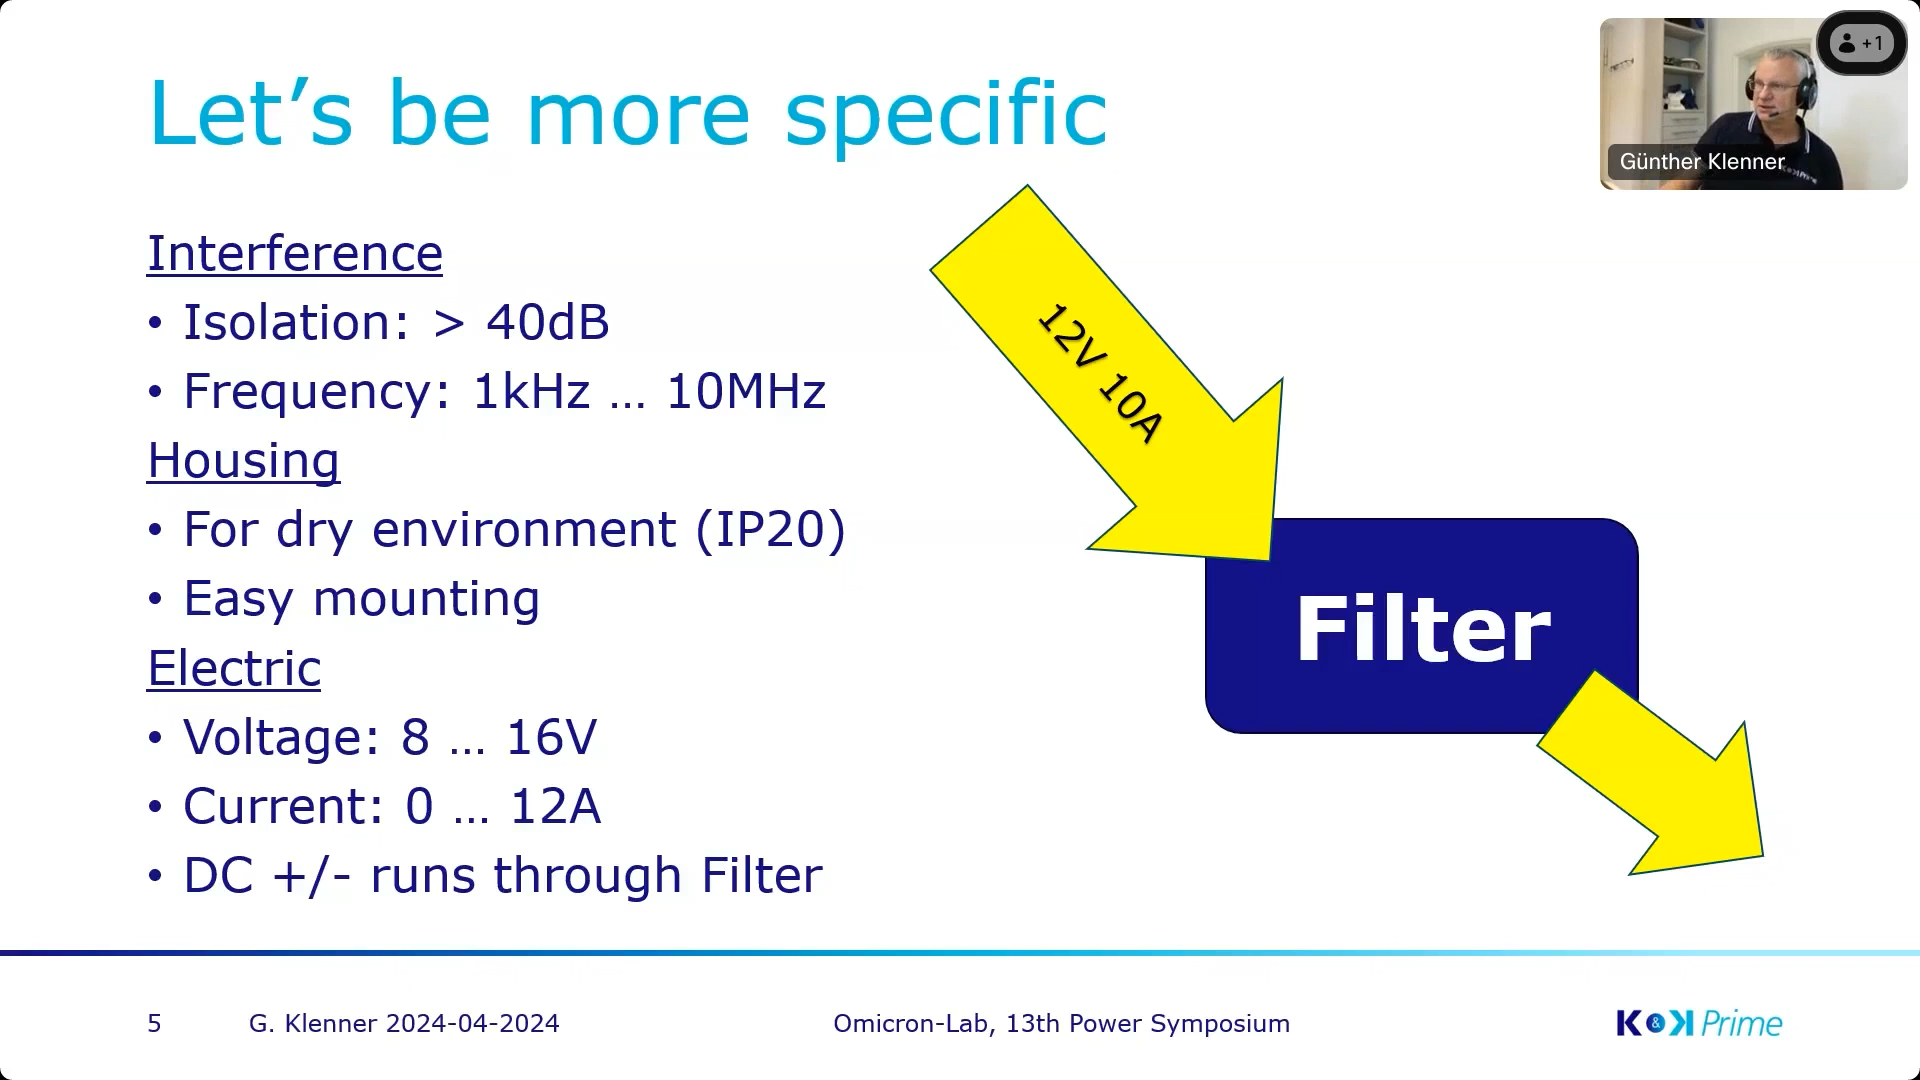 Let's be more specific
+1
Günther Klenner
Interference
• Isolation: > 40dB
• Frequency: 1kHz ... 10MHz
Housing
• For dry environment (IP20)
• Easy mounting
Electric
• Voltage: 8 ... 16V
• Current: 0 ... 12A
• DC +/- runs through Filter
12V 10A
Filter
5
G. Klenner 2024-04-2024
Omicron-Lab, 13th Power Symposium
K&K Prime